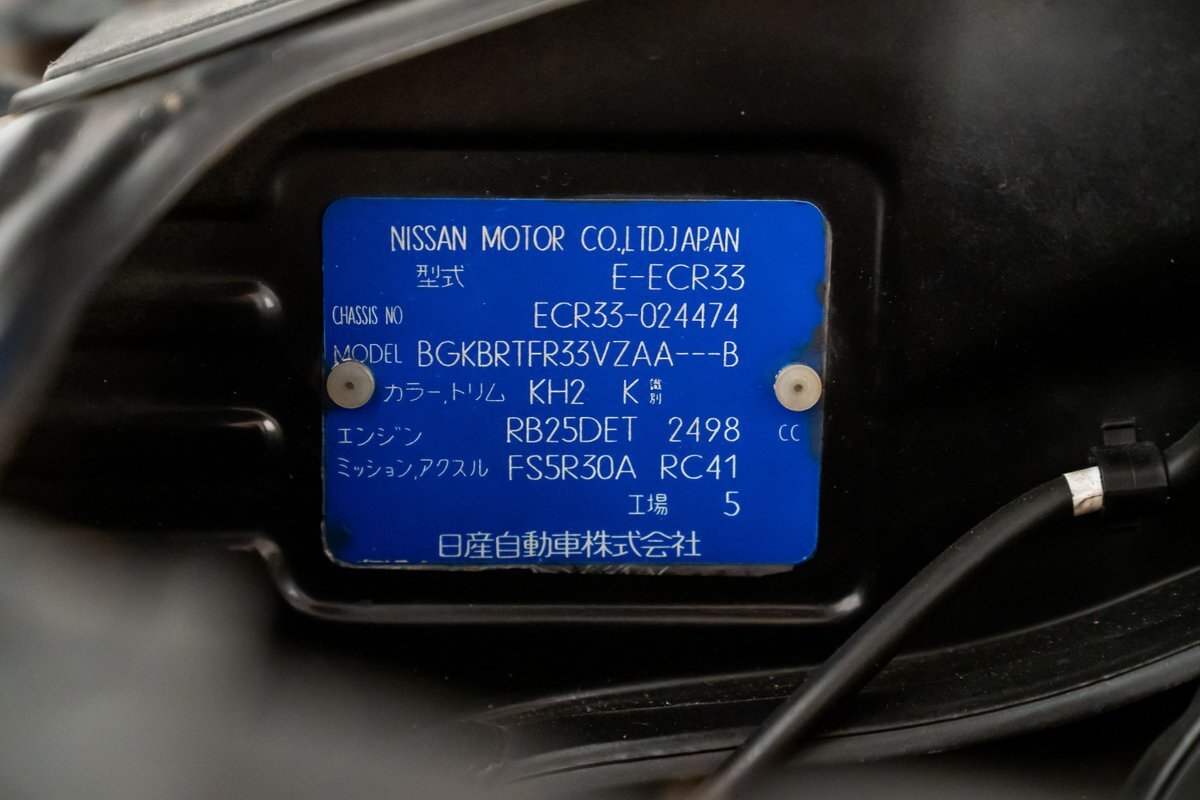 NISSAN MOTOR CO.,LTD.JAPAN
型式 E-ECR33
CHASSIS NO ECR33-024474
MODEL BGKBRTFR33VZAA---B
カラー,トリム KH2 K 識別
エンジン RB25DET 2498 CC
ミッション,アクスル FS5R30A RC41
工場 5
日産自動車株式会社